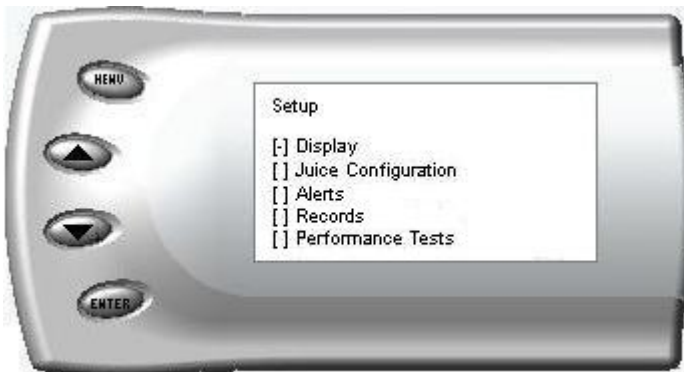 MENU
Setup
[-] Display
[ ] Juice Configuration
[ ] Alerts
[ ] Records
[ ] Performance Tests
ENTER